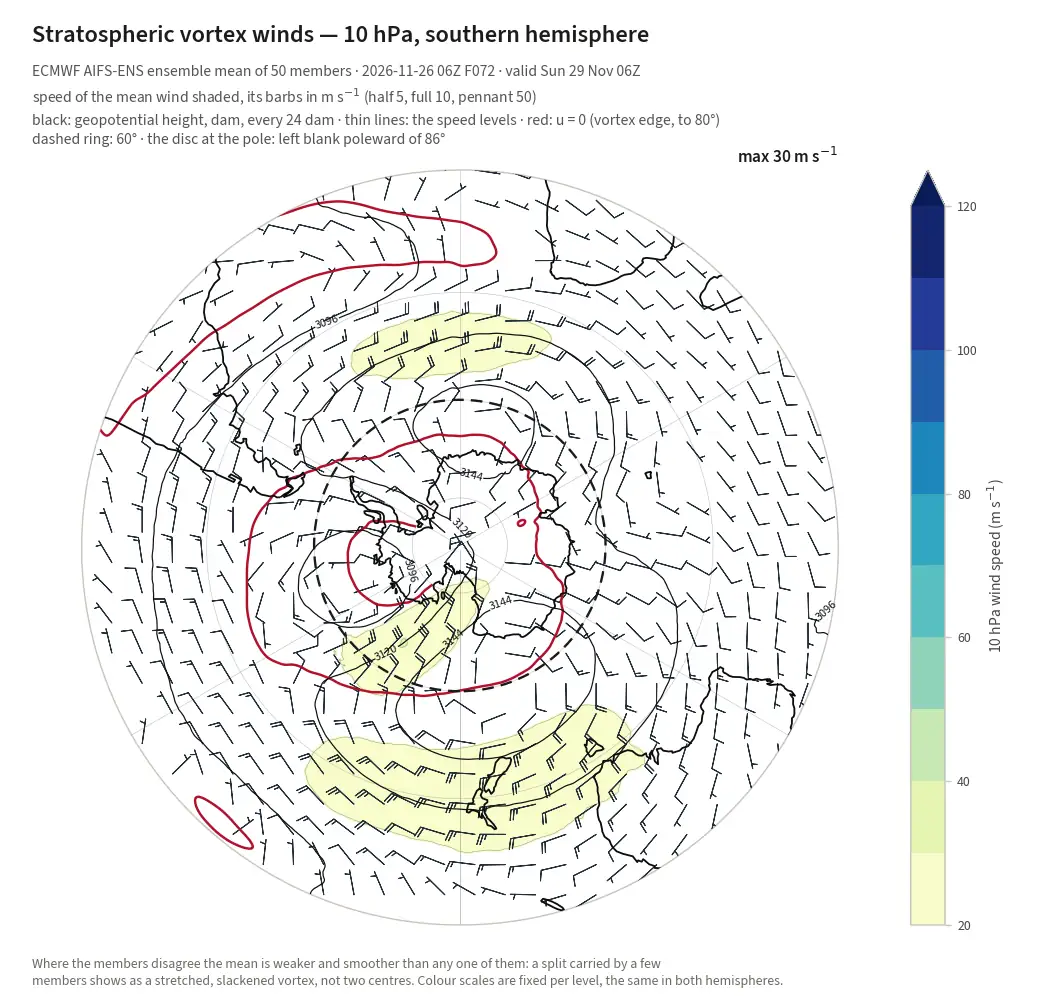 Stratospheric vortex winds — 10 hPa, southern hemisphere
ECMWF AIFS-ENS ensemble mean of 50 members · 2026-11-26 06Z F072 · valid Sun 29 Nov 06Z
speed of the mean wind shaded, its barbs in m s⁻¹ (half 5, full 10, pennant 50)
black: geopotential height, dam, every 24 dam · thin lines: the speed levels · red: u = 0 (vortex edge, to 80°)
dashed ring: 60° · the disc at the pole: left blank poleward of 86°
max 30 m s⁻¹
120
100
80
60
40
20
10 hPa wind speed (m s⁻¹)
3096
3144
3120
3096
3144
3096
3144
3120
Where the members disagree the mean is weaker and smoother than any one of them: a split carried by a few
members shows as a stretched, slackened vortex, not two centres. Colour scales are fixed per level, the same in both hemispheres.